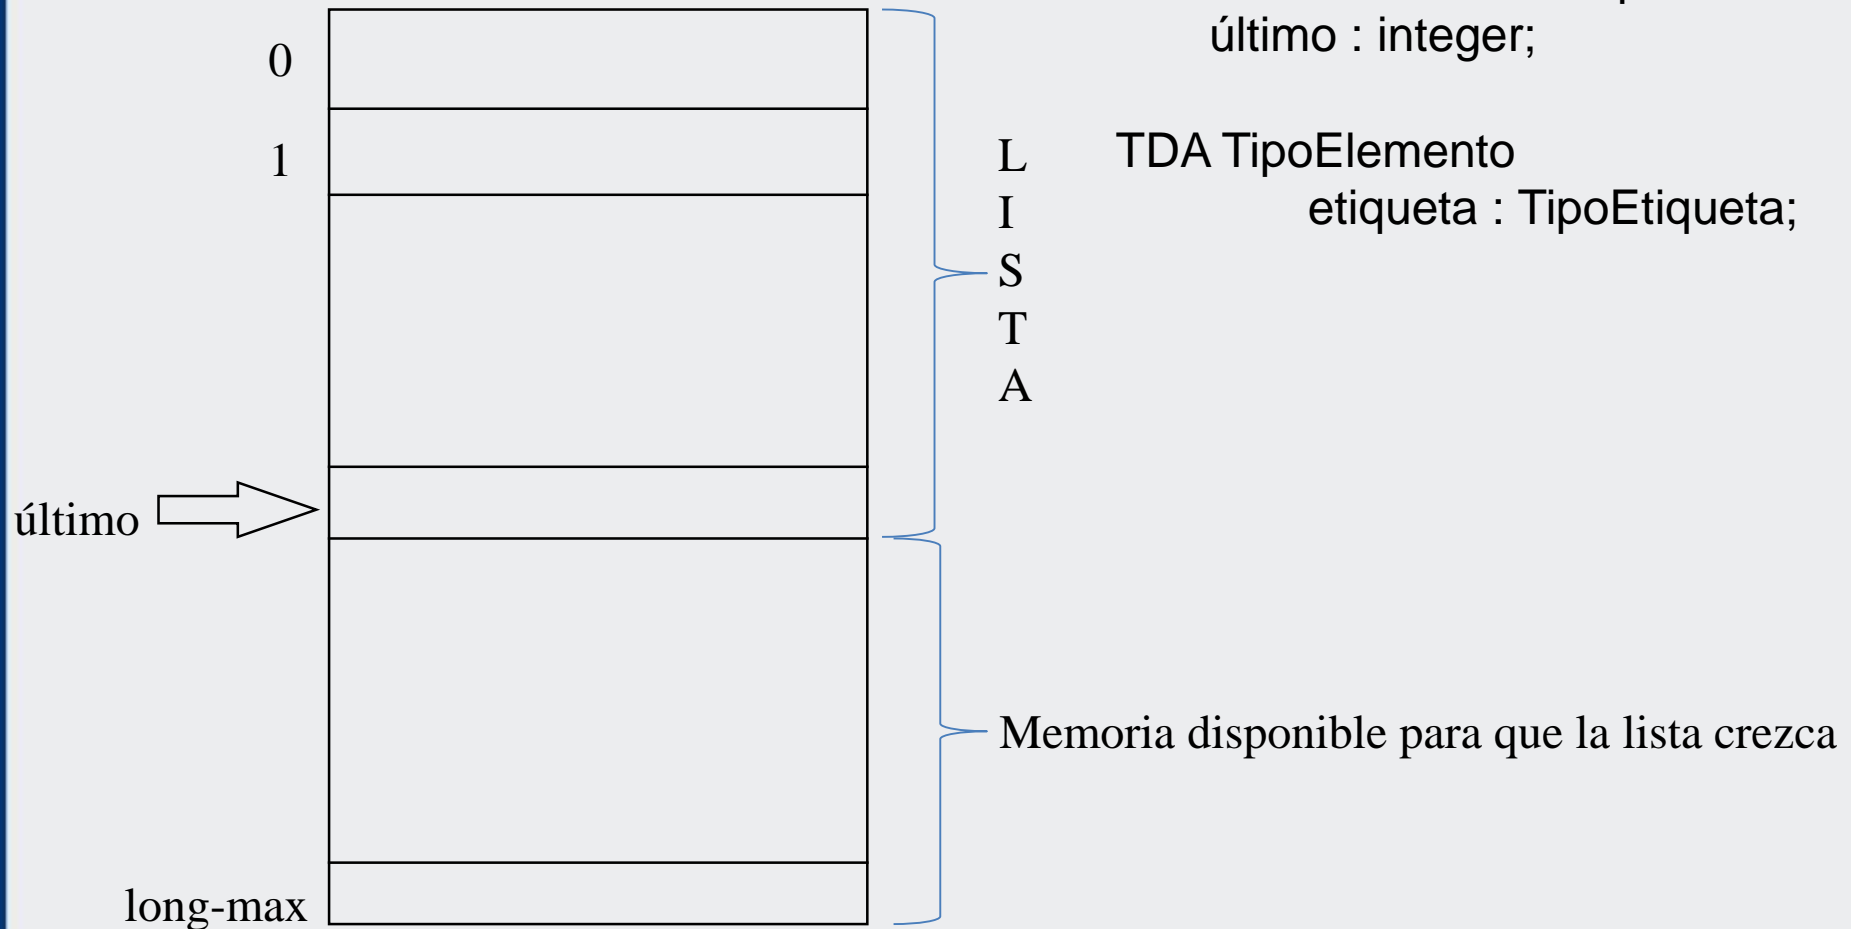 último : integer;
0
1
TDA TipoElemento
etiqueta : TipoEtiqueta;
L
I
S
T
A
último
Memoria disponible para que la lista crezca
long-max